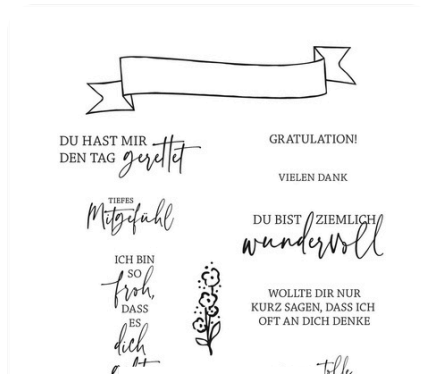 DU HAST MIR
DEN TAG gerettet
GRATULATION!
VIELEN DANK
TIEFES
Mitgefühl
DU BIST ZIEMLICH
wundervoll
ICH BIN
SO
froh,
DASS
ES
dich
WOLLTE DIR NUR
KURZ SAGEN, DASS ICH
OFT AN DICH DENKE